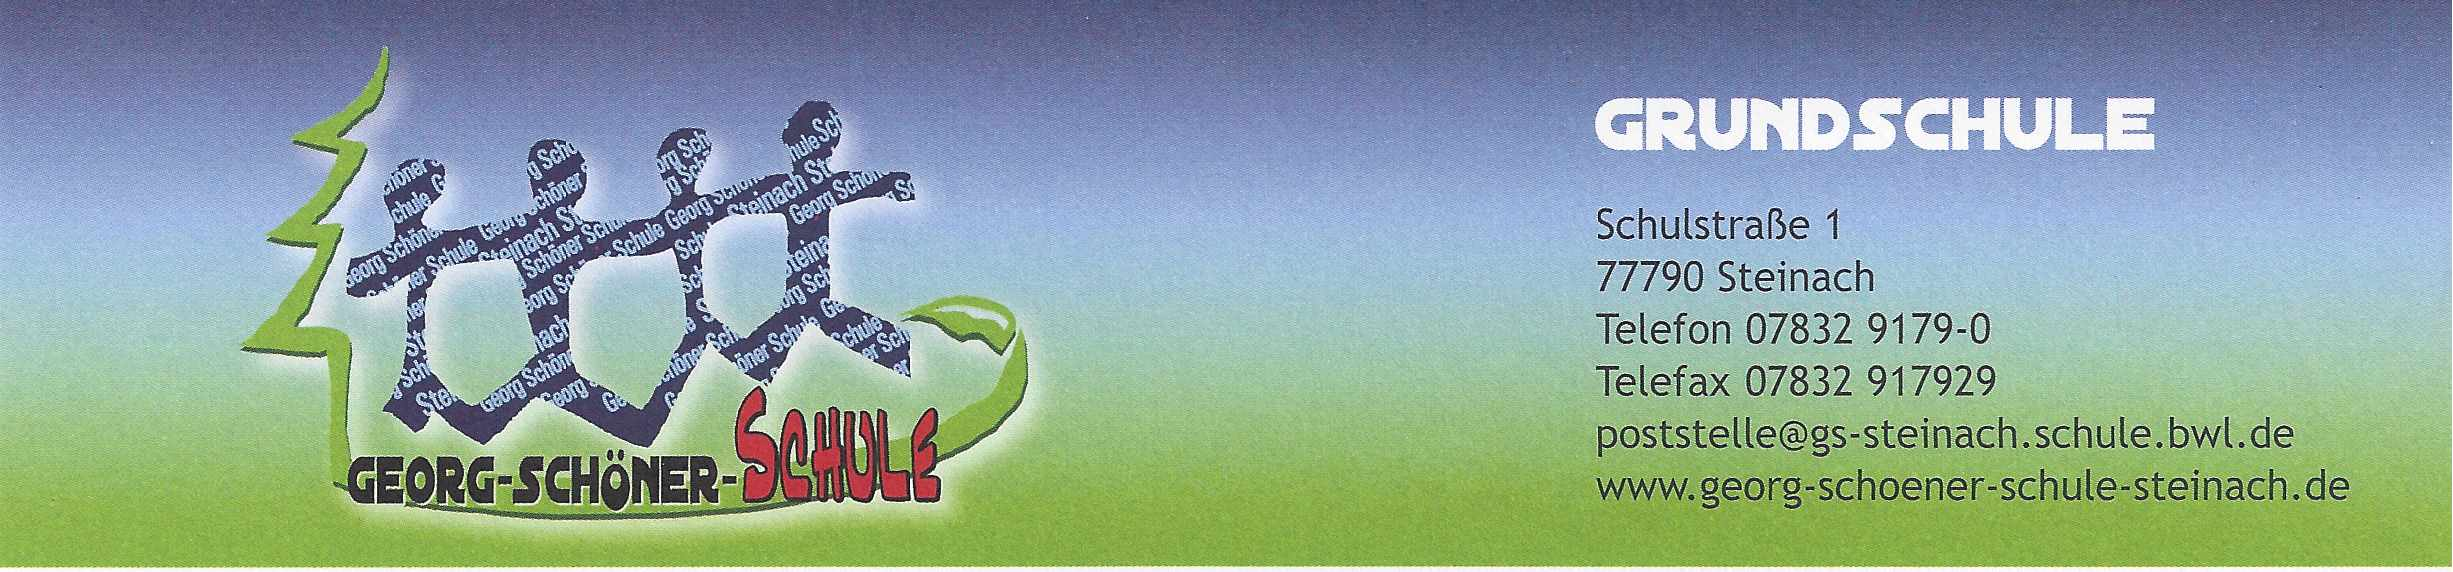 GEORG-SCHÖNER-SCHULE
GRUNDSCHULE
Schulstraße 1
77790 Steinach
Telefon 07832 9179-0
Telefax 07832 917929
poststelle@gs-steinach.schule.bwl.de
www.georg-schoener-schule-steinach.de